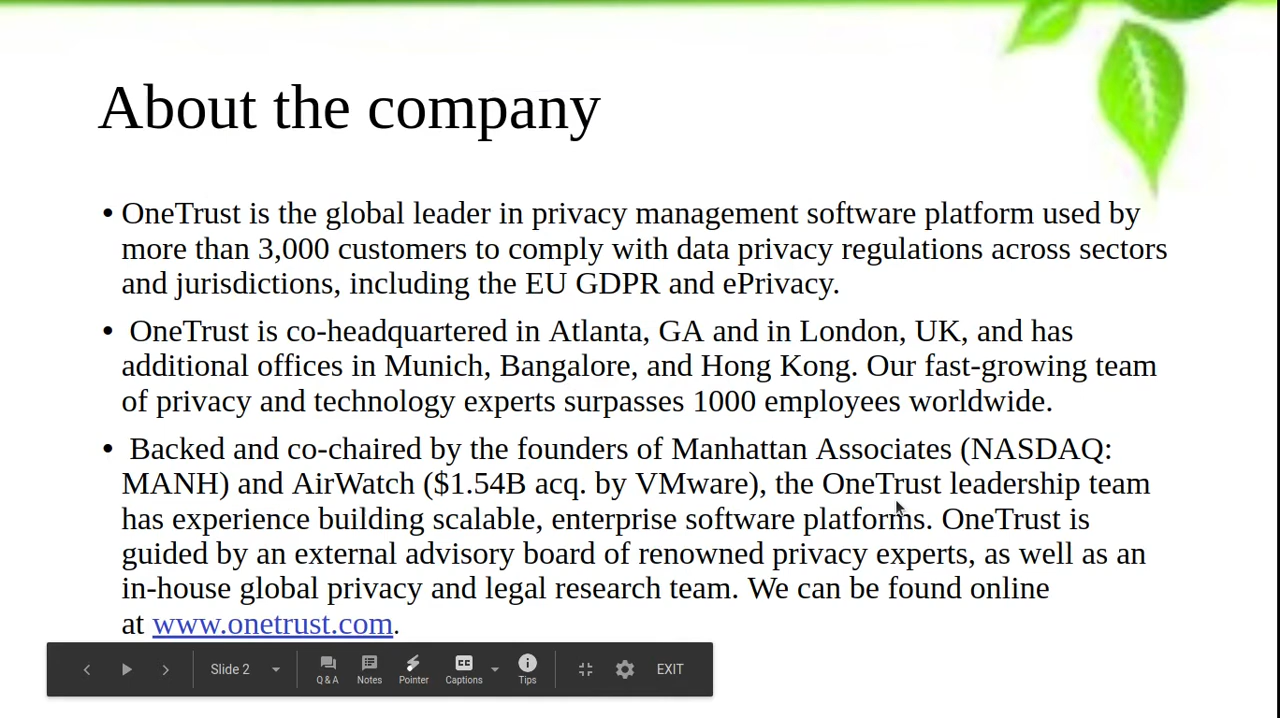 About the company
• OneTrust is the global leader in privacy management software platform used by
more than 3,000 customers to comply with data privacy regulations across sectors
and jurisdictions, including the EU GDPR and ePrivacy.
• OneTrust is co-headquartered in Atlanta, GA and in London, UK, and has
additional offices in Munich, Bangalore, and Hong Kong. Our fast-growing team
of privacy and technology experts surpasses 1000 employees worldwide.
• Backed and co-chaired by the founders of Manhattan Associates (NASDAQ:
MANH) and AirWatch ($1.54B acq. by VMware), the OneTrust leadership team
has experience building scalable, enterprise software platforms. OneTrust is
guided by an external advisory board of renowned privacy experts, as well as an
in-house global privacy and legal research team. We can be found online
at www.onetrust.com.
Slide 2 Q & A Notes Pointer CC Captions Tips EXIT